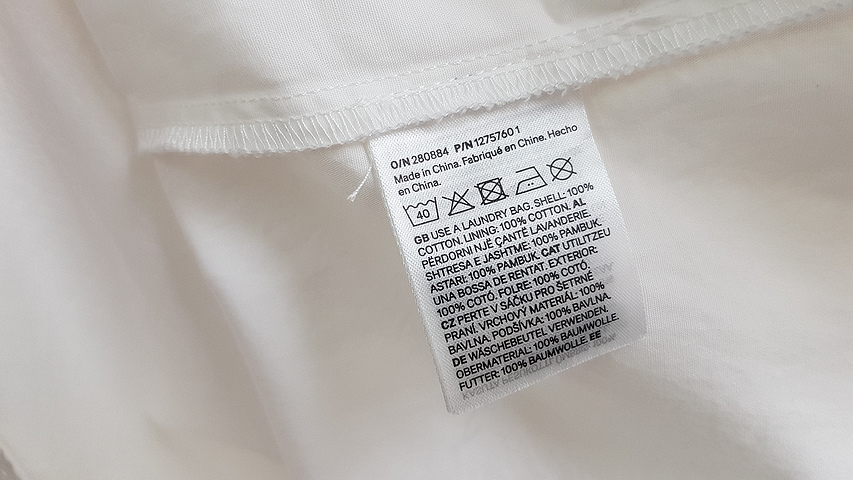 O/N 280884 P/N 1275760 1
Made in China. Fabriqué en Chine. Hecho
en China.
40
GB USE A LAUNDRY BAG. SHELL: 100%
COTTON. LINING: 100% COTTON. AL
PËRDORNI NJË ÇANTË LAVANDERIE.
SHTRESA E JASHTME: 100% PAMBUK.
ASTARI: 100% PAMBUK. CAT UTILITZEU
UNA BOSSA DE RENTAT. EXTERIOR:
100% COTÓ. FOLRE: 100% COTÓ.
CZ PERTE V SÁČKU PRO ŠETRNÉ
PRANÍ. VRCHOVÝ MATERIÁL: 100%
BAVLNA. PODŠÍVKA: 100% BAVLNA.
DE WÄSCHEBEUTEL VERWENDEN.
OBERMATERIAL: 100% BAUMWOLLE.
FUTTER: 100% BAUMWOLLE. EE